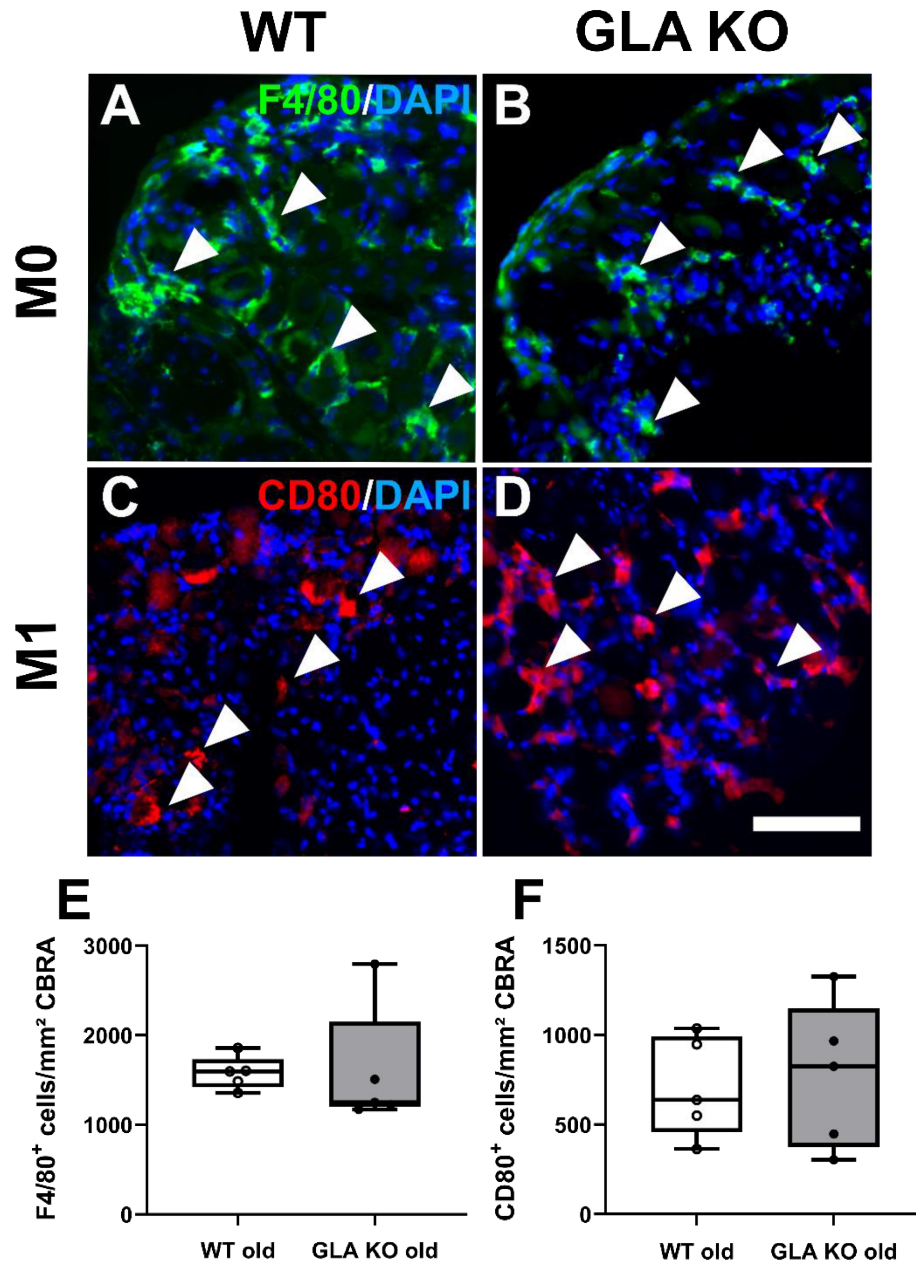 WT GLA KO
M0
A F4/80/DAPI B
M1
C CD80/DAPI D
E F
F4/80⁺ cells/mm² CBRA
3000
2000
1000
0
WT old GLA KO old
CD80⁺ cells/mm² CBRA
1500
1000
500
0
WT old GLA KO old